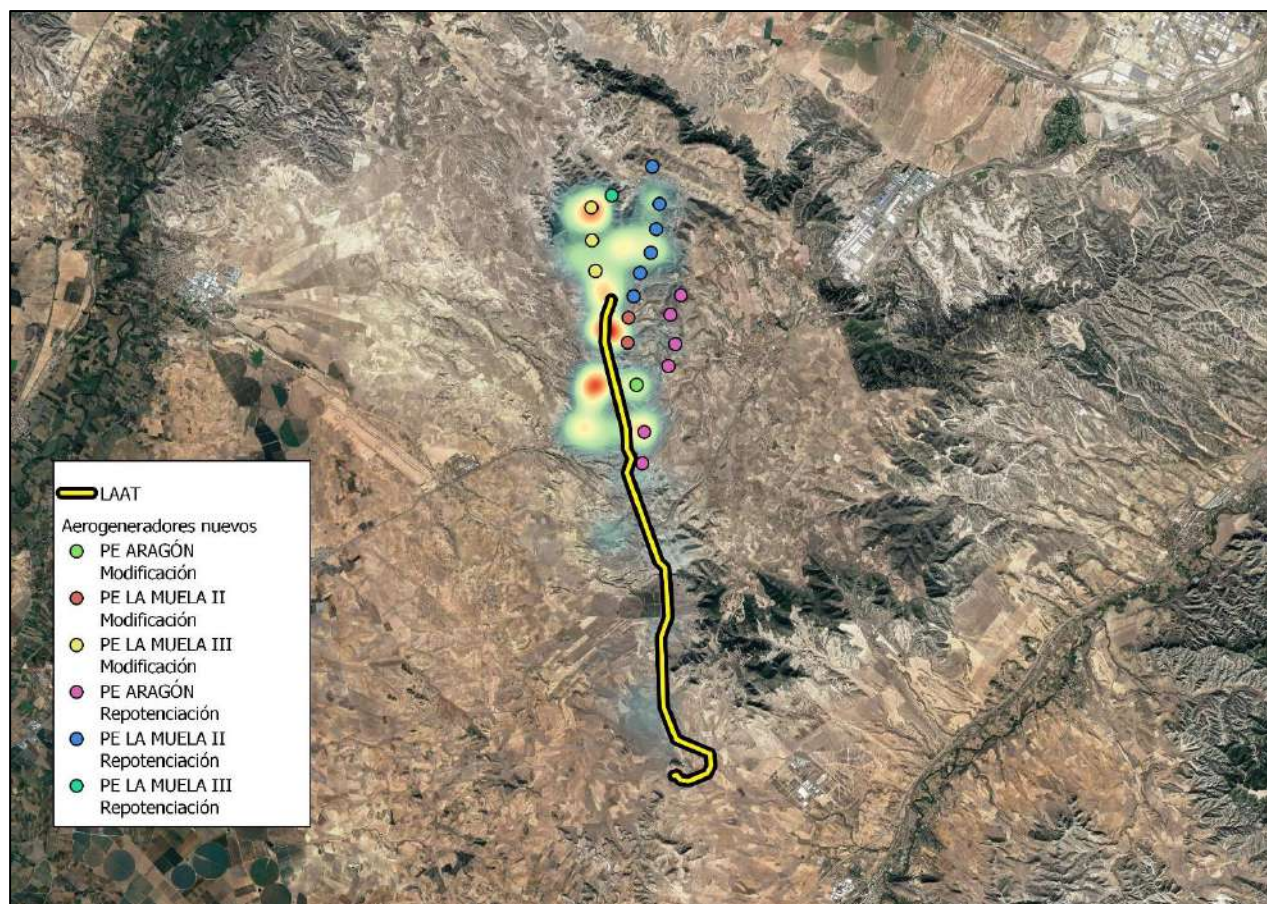 LAAT
Aerogeneradores nuevos
PE ARAGÓN
Modificación
PE LA MUELA II
Modificación
PE LA MUELA III
Modificación
PE ARAGÓN
Repotenciación
PE LA MUELA II
Repotenciación
PE LA MUELA III
Repotenciación